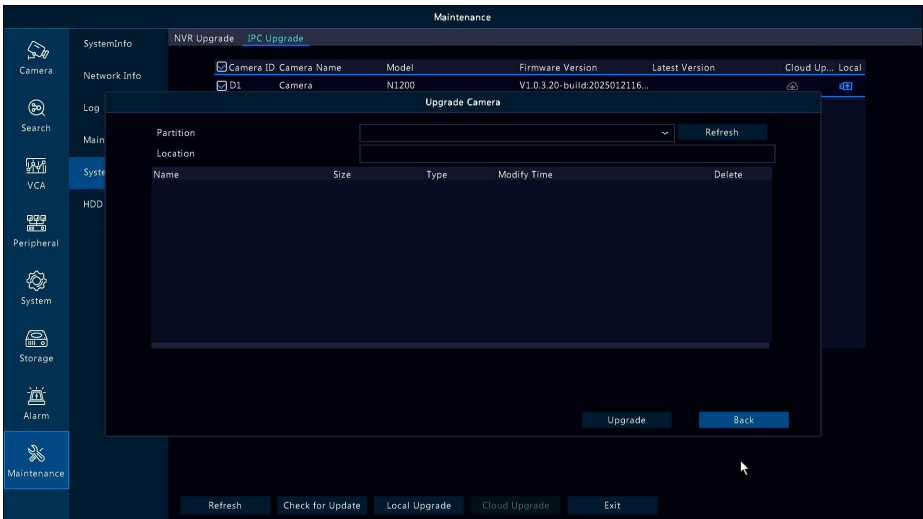 Maintenance
Camera
Search
VCA
Peripheral
System
Storage
Alarm
Maintenance
SystemInfo
Network Info
Log
Main
Syste
HDD
NVR Upgrade IPC Upgrade
Camera ID Camera Name Model Firmware Version Latest Version Cloud Up... Local
D1 Camera N1200 V1.0.3.20-build:2025012116...
Upgrade Camera
Partition Refresh
Location
Name Size Type Modify Time Delete
Upgrade Back
Refresh Check for Update Local Upgrade Cloud Upgrade Exit